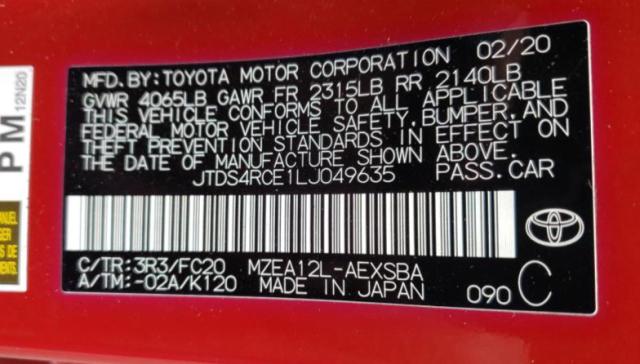 MFD. BY: TOYOTA MOTOR CORPORATION 02/20
GVWR 4065LB GAWR FR 2315LB RR 2140LB
THIS VEHICLE CONFORMS TO ALL APPLICABLE
FEDERAL MOTOR VEHICLE SAFETY, BUMPER, AND
THEFT PREVENTION STANDARDS IN EFFECT ON
THE DATE OF MANUFACTURE SHOWN ABOVE.
JTDS4RCE1LJ049635 PASS.CAR
C/TR: 3R3/FC20 MZEA12L-AEXSBA
A/TM:-02A/K120 MADE IN JAPAN 090 C
PM
12N20